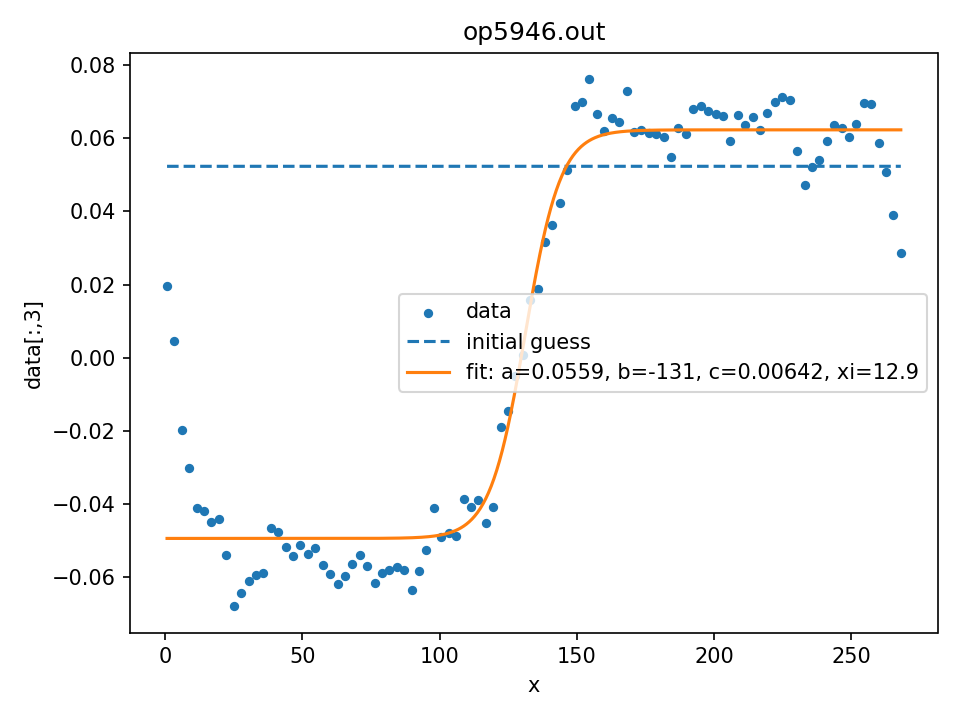 op5946.out
0.08
0.06
0.04
0.02
0.00
−0.02
−0.04
−0.06
data[:,3]
data
initial guess
fit: a=0.0559, b=-131, c=0.00642, xi=12.9
0 50 100 150 200 250
x